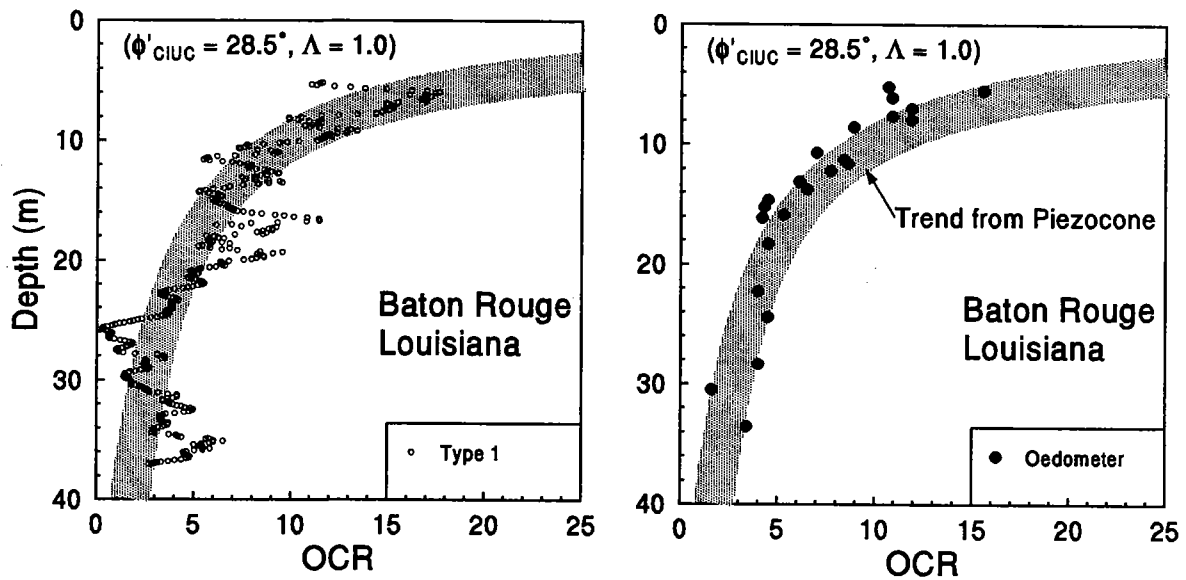 (ϕ'CIUC = 28.5°, Λ = 1.0)
0
10
20
30
40
Depth (m)
Baton Rouge
Louisiana
Type 1
0 5 10 15 20 25
OCR
(ϕ'CIUC = 28.5°, Λ = 1.0)
0
10
20
30
40
Trend from Piezocone
Baton Rouge
Louisiana
Oedometer
0 5 10 15 20 25
OCR